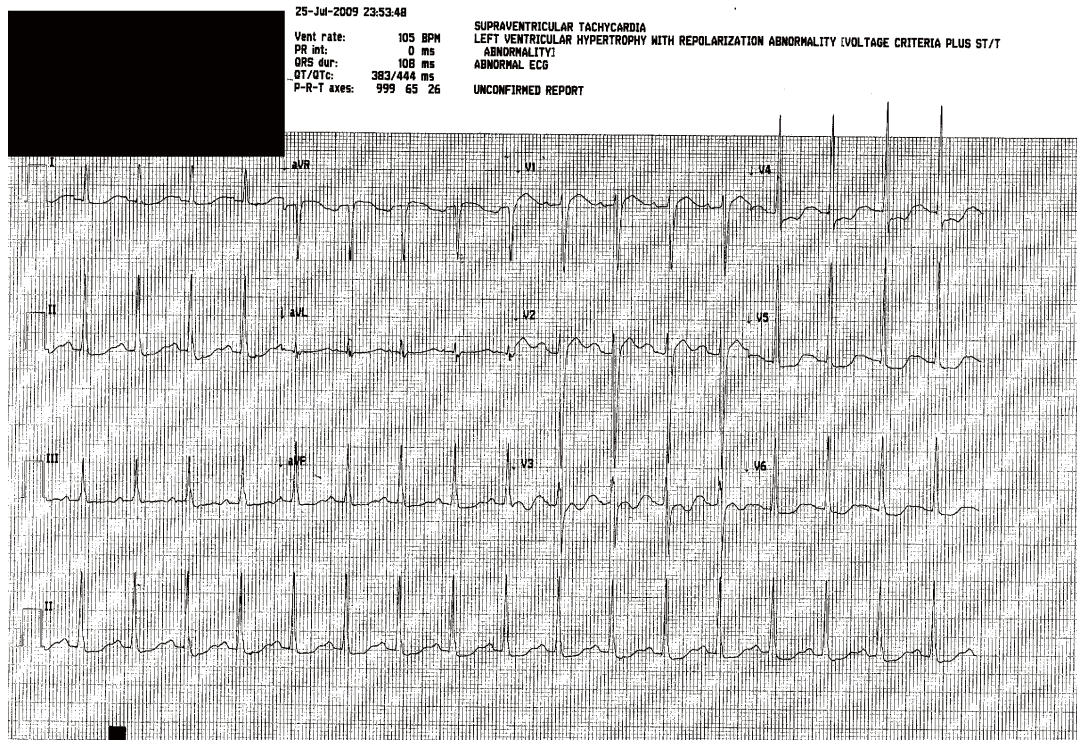 25-Jul-2009 23:53:48
Vent rate: 105 BPM
PR int: 0 ms
QRS dur: 108 ms
QT/QTc: 383/444 ms
P-R-T axes: 999 65 26
SUPRAVENTRICULAR TACHYCARDIA
LEFT VENTRICULAR HYPERTROPHY WITH REPOLARIZATION ABNORMALITY [VOLTAGE CRITERIA PLUS ST/T
ABNORMALITY]
ABNORMAL ECG
UNCONFIRMED REPORT
I aVR V1 V4
II aVL V2 V5
III aVF V3 V6
II